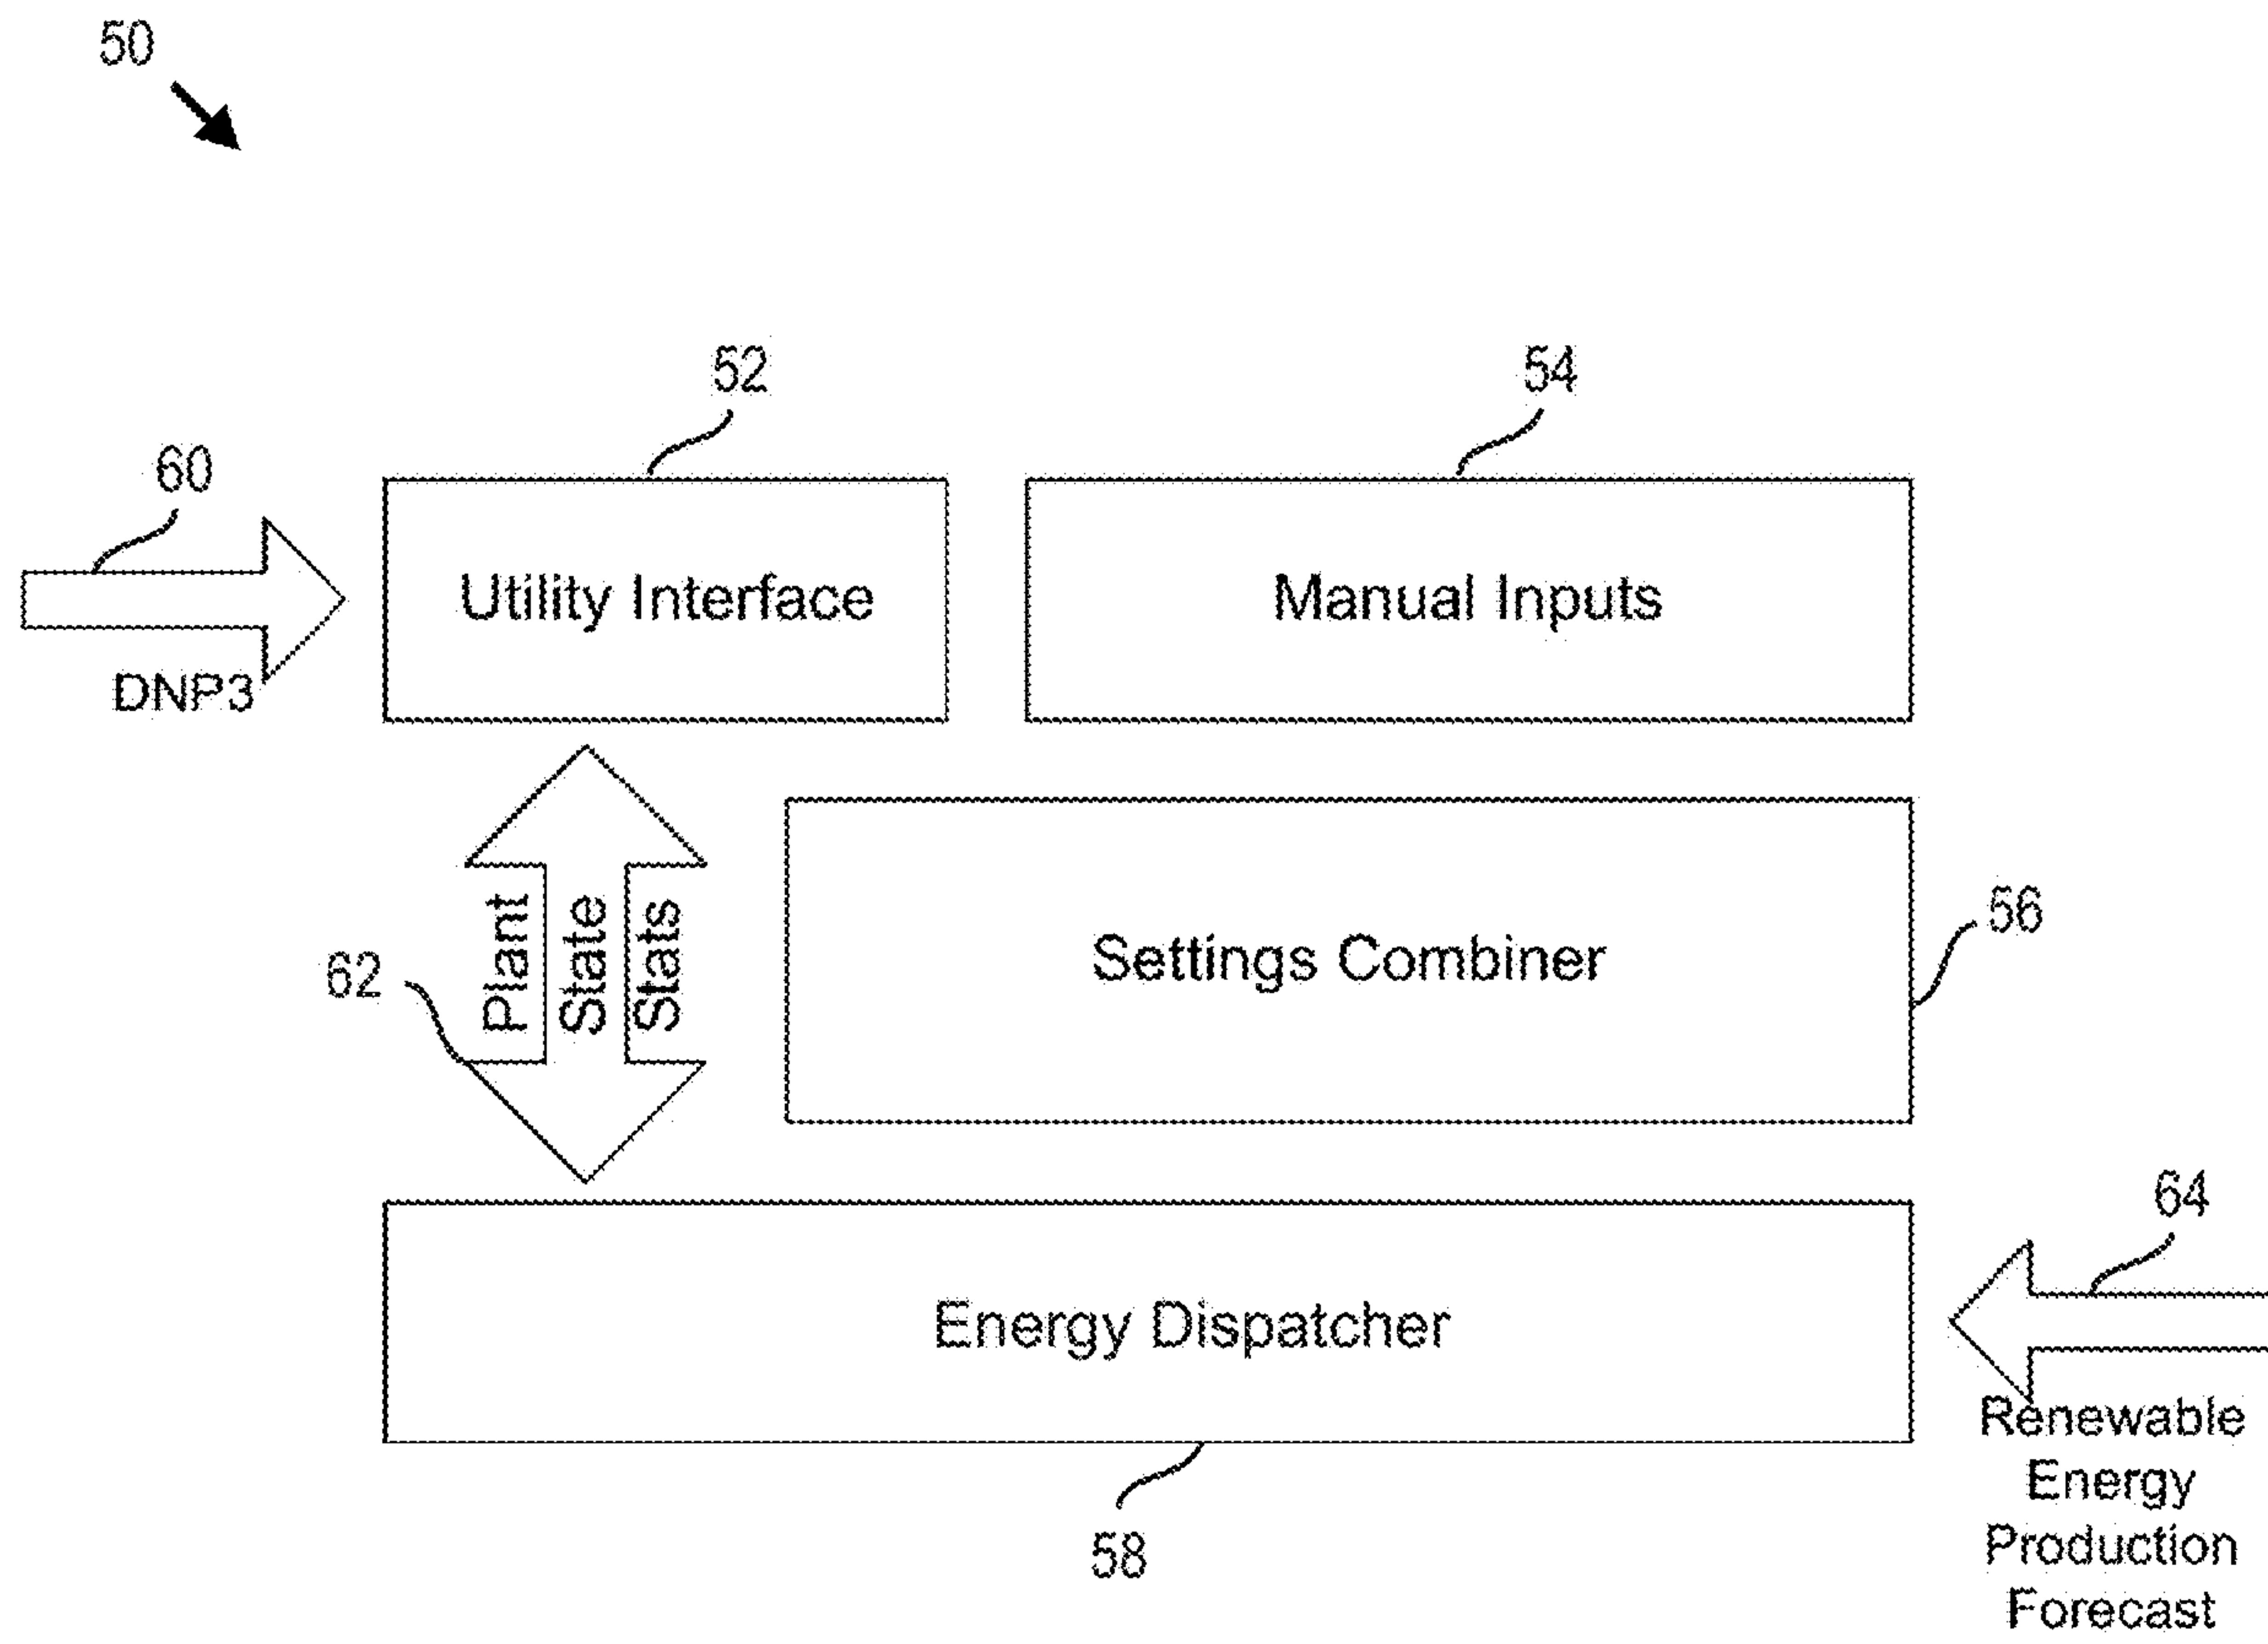 50
52
54
60
Utility Interface
Manual Inputs
DNP3
Plant
State
Stats
62
Settings Combiner
56
64
Energy Dispatcher
58
Renewable
Energy
Production
Forecast